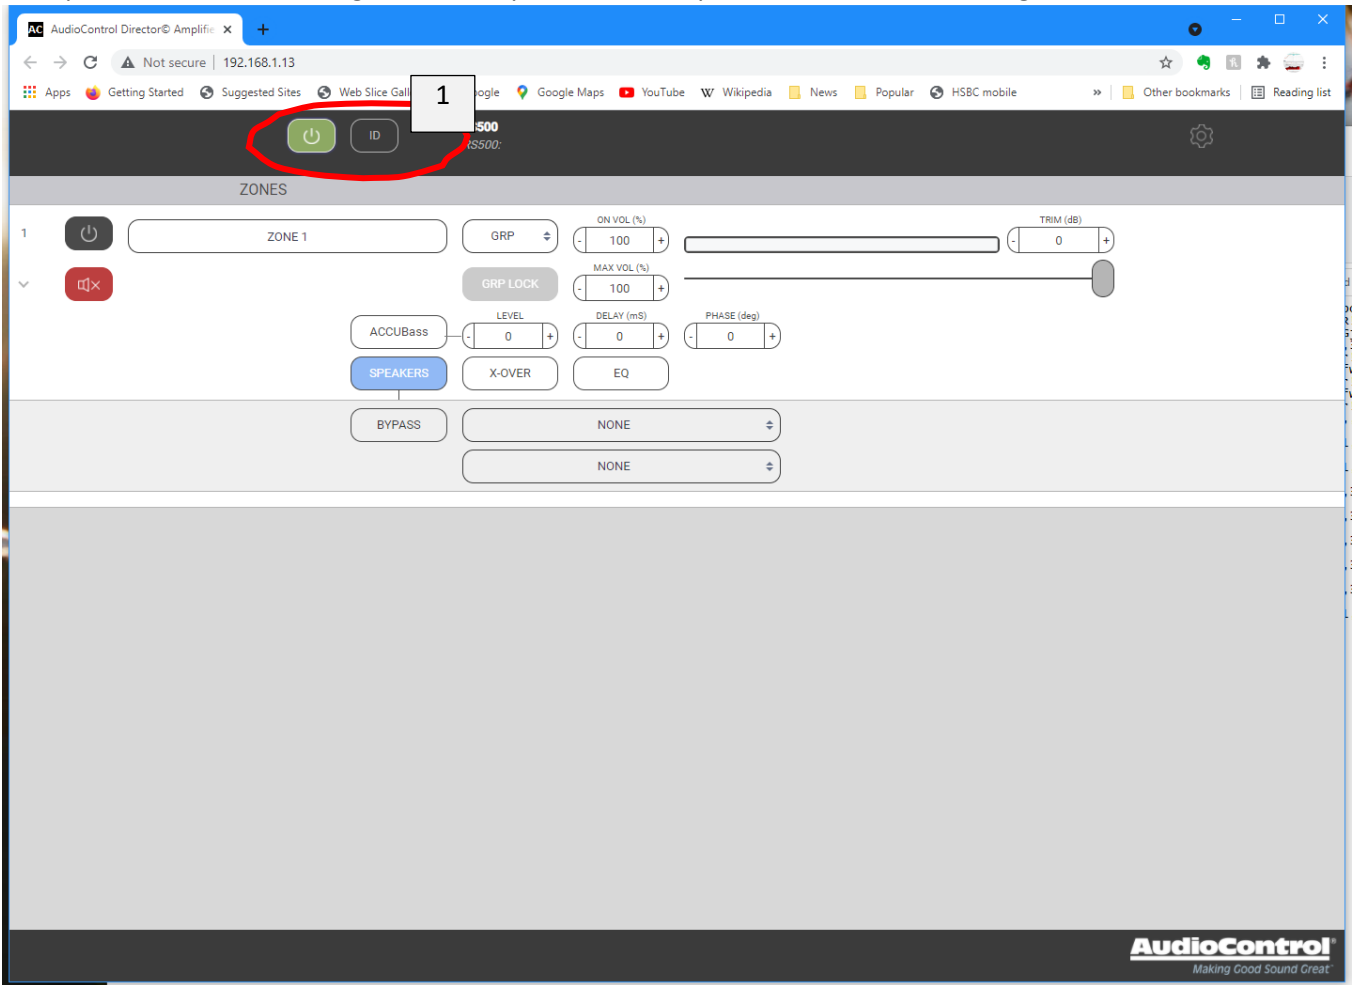 AC AudioControl Director© Amplifie
Not secure | 192.168.1.13
Apps Getting Started Suggested Sites Web Slice Gall Google Maps YouTube W Wikipedia News Popular HSBC mobile » Other bookmarks Reading list
1
ID
RS500:
ZONES
ON VOL (%)
TRIM (dB)
1 ZONE 1 GRP - 100 + - 0 +
MAX VOL (%)
GRP LOCK - 100 +
LEVEL DELAY (mS) PHASE (deg)
ACCUBass - 0 + - 0 + - 0 +
SPEAKERS X-OVER EQ
BYPASS NONE
NONE
AudioControl®
Making Good Sound Great